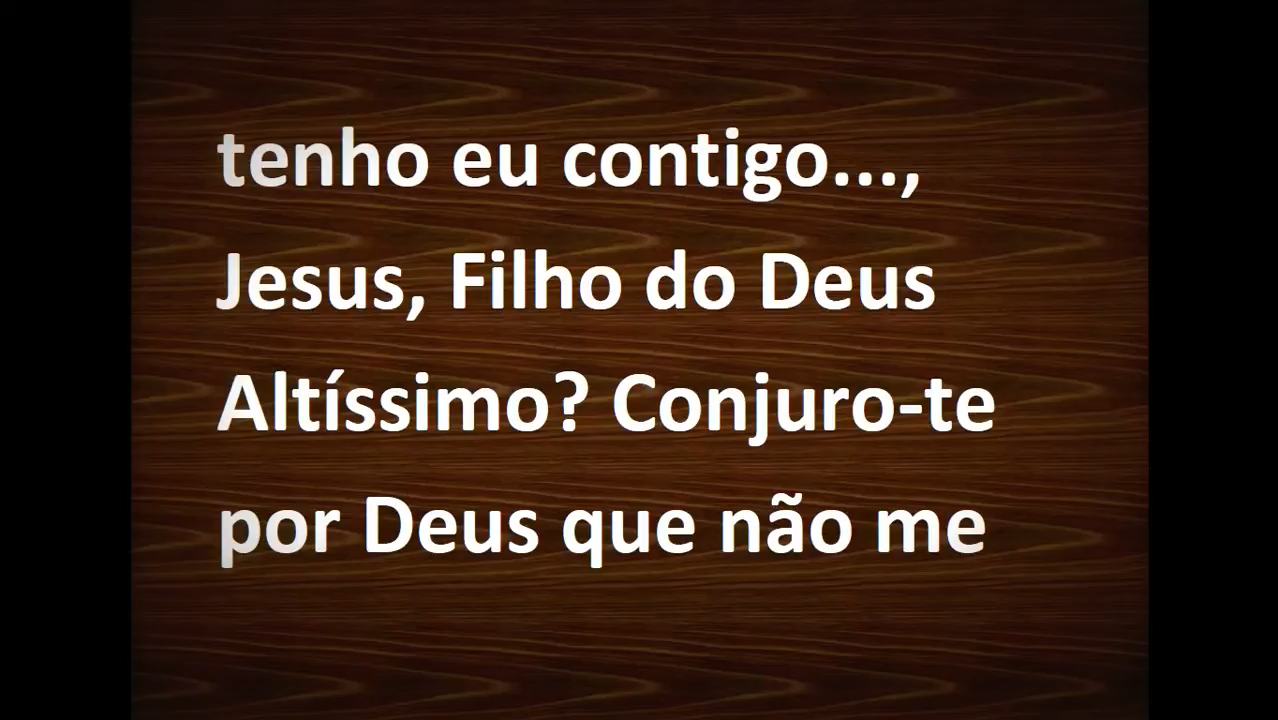 tenho eu contigo...,
Jesus, Filho do Deus
Altíssimo? Conjuro-te
por Deus que não me